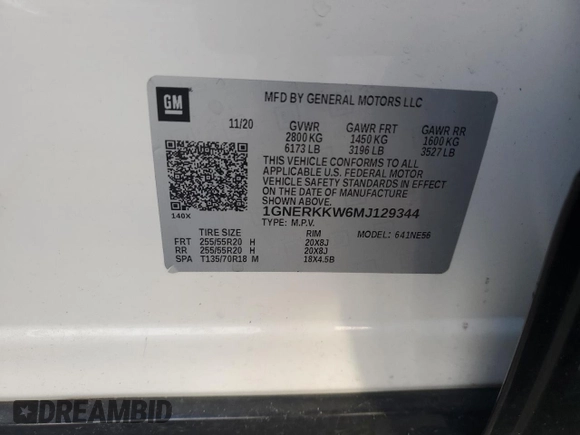 GM
MFD BY GENERAL MOTORS LLC
11/20 GVWR GAWR FRT GAWR RR
2800 KG 1450 KG 1600 KG
6173 LB 3196 LB 3527 LB
THIS VEHICLE CONFORMS TO ALL
APPLICABLE U.S. FEDERAL MOTOR
VEHICLE SAFETY STANDARDS IN EFFECT
ON THE DATE OF MANUFACTURE
SHOWN ABOVE.
140X
1GNERKKW6MJ129344
TYPE: M.P.V.
TIRE SIZE RIM MODEL: 641NE56
FRT 255/55R20 H 20X8J
RR 255/55R20 H 20X8J
SPA T135/70R18 M 18X4.5B
DREAMBID